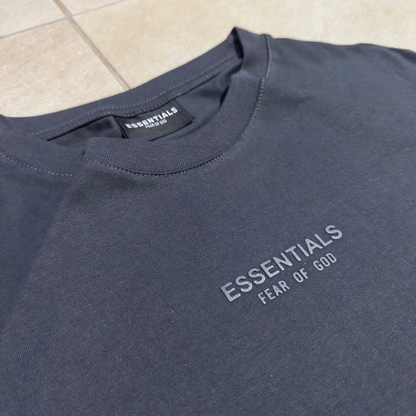 ESSENTIALS
FEAR OF GOD
ESSENTIALS
FEAR OF GOD